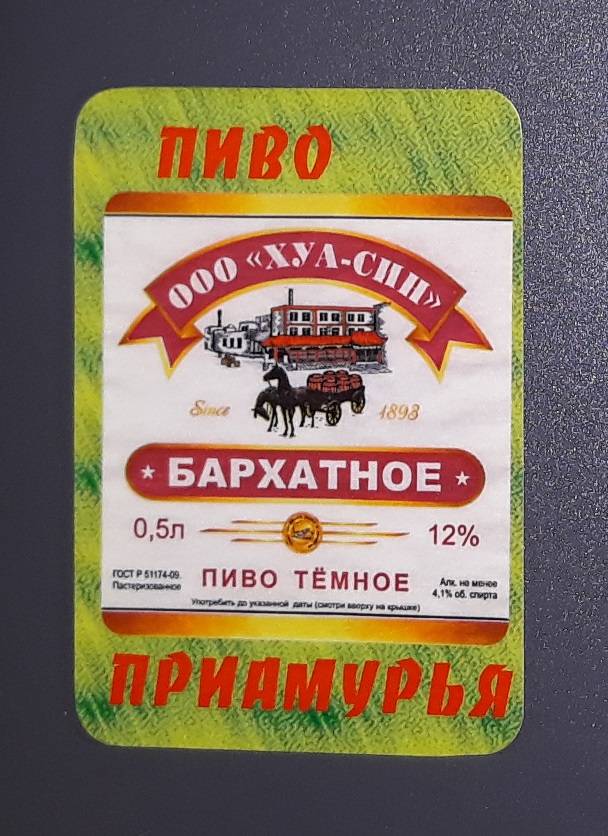 ПИВО
ООО «ХУА-СИН»
Since 1893
★ БАРХАТНОЕ ★
0,5л 12%
ГОСТ Р 51174-09.
Пастеризованное
ПИВО ТЁМНОЕ
Алк. не менее
4,1% об. спирта
Употребить до указанной даты (смотри вверху на крышке)
ПРИАМУРЬЯ